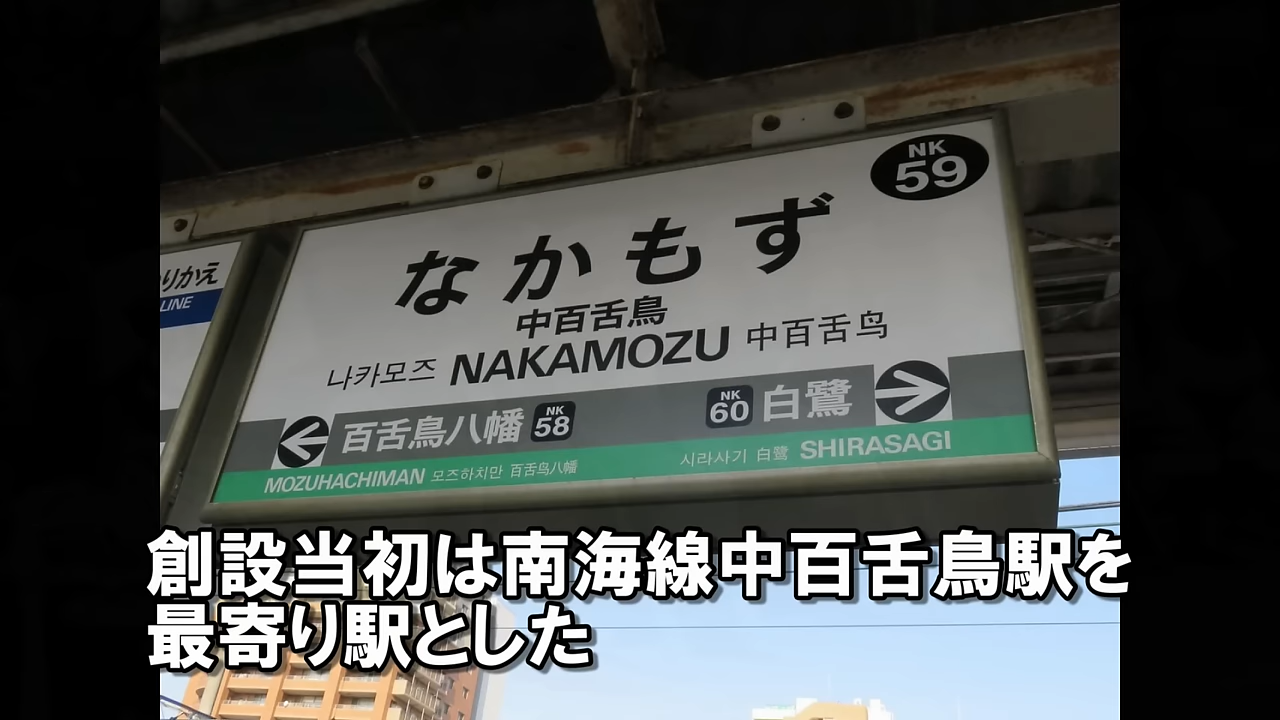 NK
59
なかもず
中百舌鳥
나카모즈 NAKAMOZU 中百舌鸟
りかえ
LINE
百舌鳥八幡 NK 58
NK 60 白鷺
MOZUHACHIMAN 모즈하치만 百舌鸟八幡
시라사기 白鹭 SHIRASAGI
創設当初は南海線中百舌鳥駅を
最寄り駅とした